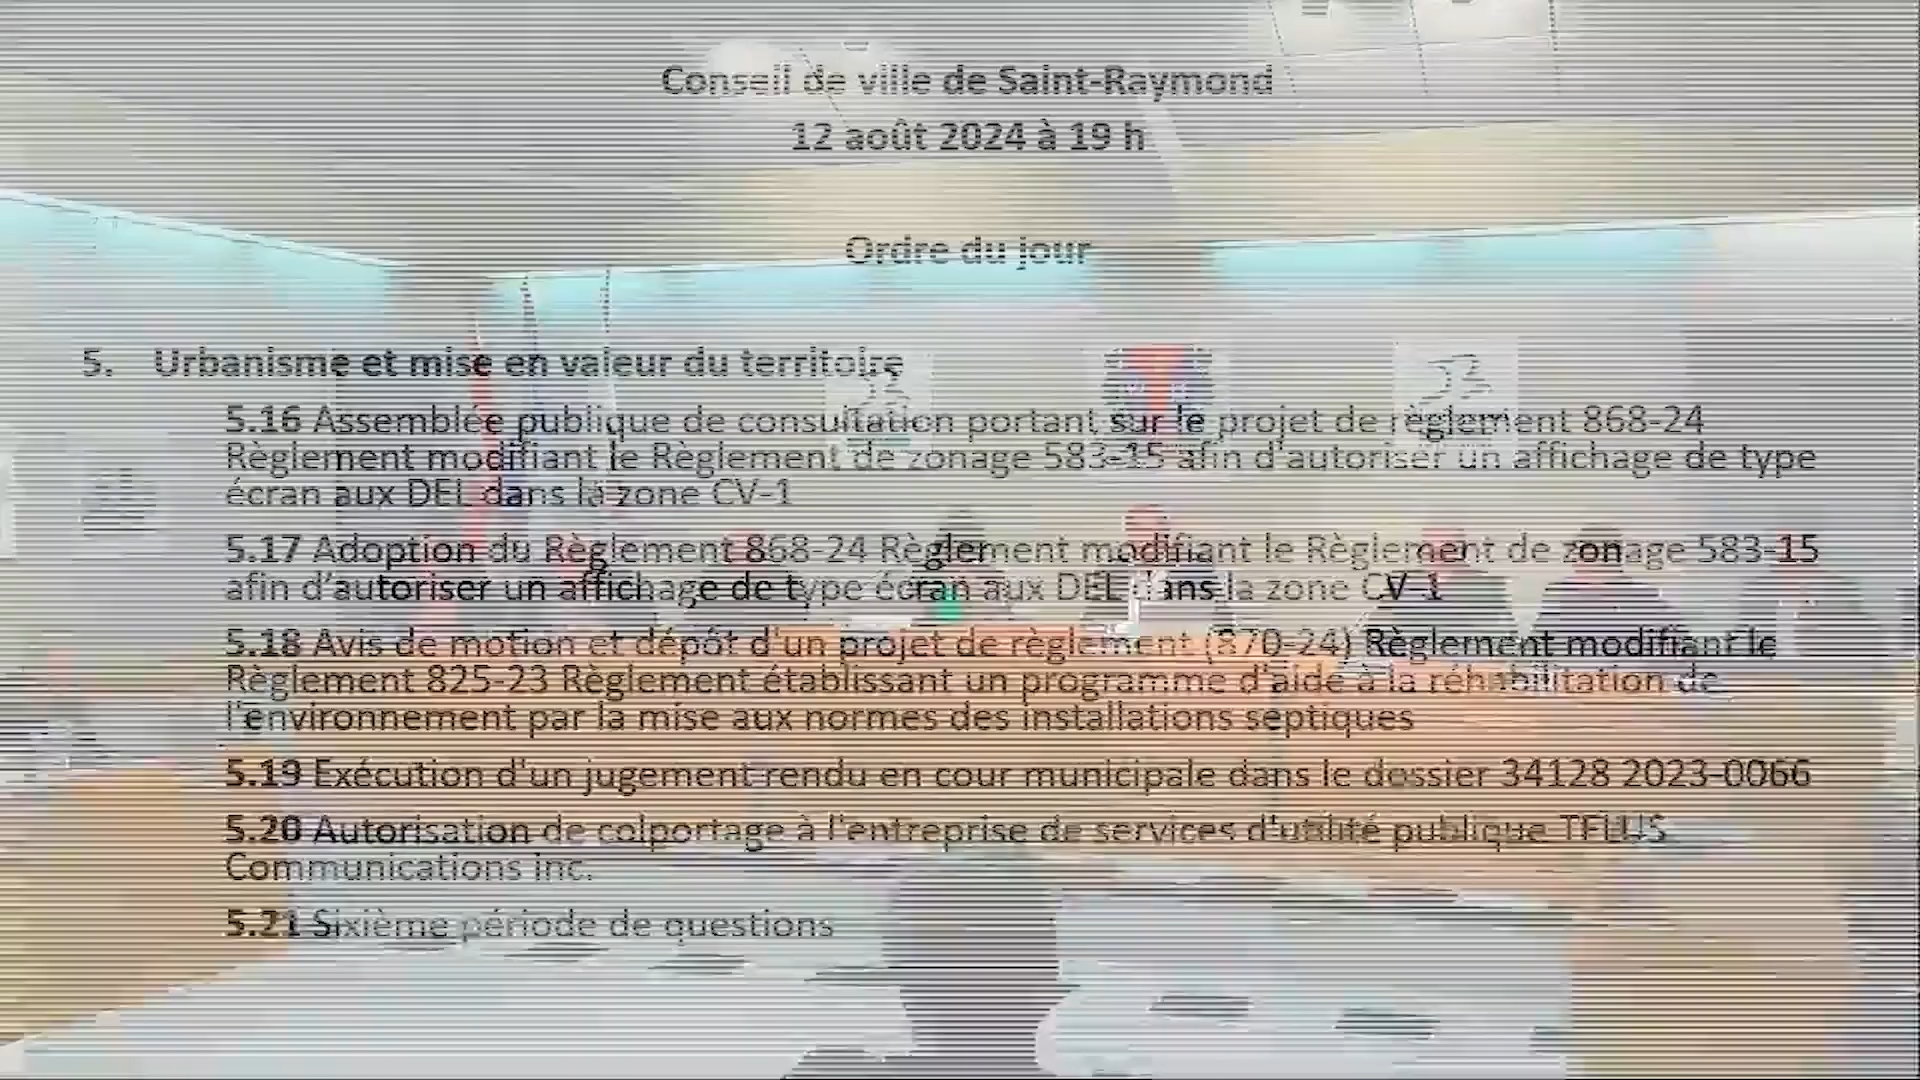 Conseil de ville de Saint-Raymond
12 août 2024 à 19 h
Ordre du jour
5. Urbanisme et mise en valeur du territoire
5.16 Assemblée publique de consultation portant sur le projet de règlement 868-24
Règlement modifiant le Règlement de zonage 583-15 afin d'autoriser un affichage de type
écran aux DEL dans la zone CV-1
5.17 Adoption du Règlement 868-24 Règlement modifiant le Règlement de zonage 583-15
afin d'autoriser un affichage de type écran aux DEL dans la zone CV-1
5.18 Avis de motion et dépôt d'un projet de règlement (870-24) Règlement modifiant le
Règlement 825-23 Règlement établissant un programme d'aide à la réhabilitation de
l'environnement par la mise aux normes des installations septiques
5.19 Exécution d'un jugement rendu en cour municipale dans le dossier 34128 2023-0066
5.20 Autorisation de colportage à l'entreprise de services d'utilité publique TELUS
Communications inc.
5.21 Sixième période de questions